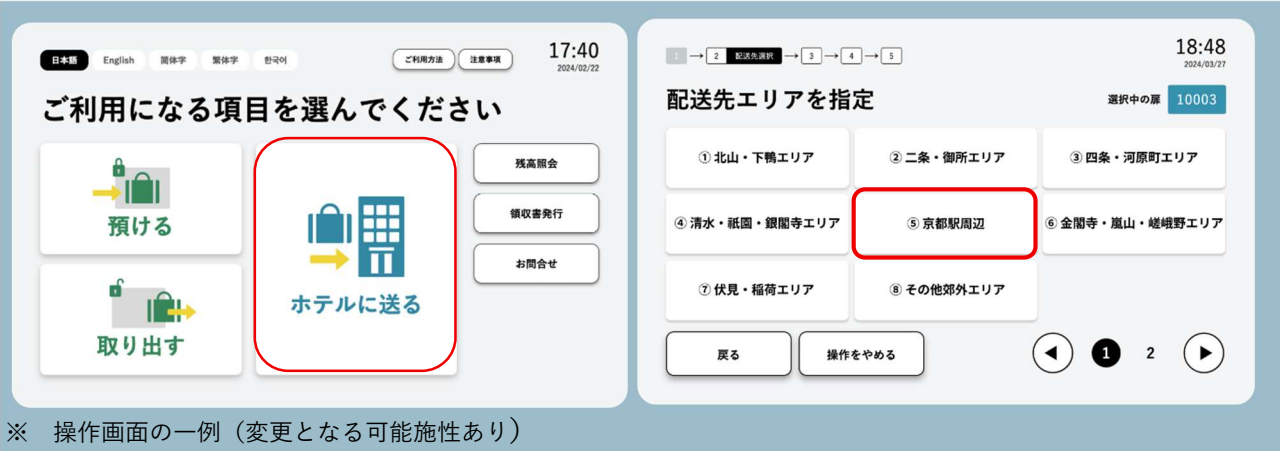 日本語 English 简体字 繁体字 한국어 ご利用方法 注意事項 17:40
2024/02/22
ご利用になる項目を選んでください
預ける
取り出す
ホテルに送る
残高照会
領収書発行
お問合せ
1 → 2 配送先選択 → 3 → 4 → 5 18:48
2024/03/27
配送先エリアを指定 選択中の扉 10003
① 北山・下鴨エリア ② 二条・御所エリア ③ 四条・河原町エリア
④ 清水・祇園・銀閣寺エリア ⑤ 京都駅周辺 ⑥ 金閣寺・嵐山・嵯峨野エリア
⑦ 伏見・稲荷エリア ⑧ その他郊外エリア
戻る 操作をやめる 1 2
※ 操作画面の一例（変更となる可能施性あり）